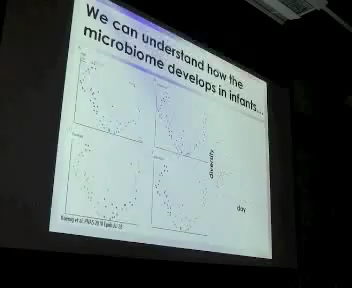 We can understand how the
microbiome develops in infants...
diversity
day